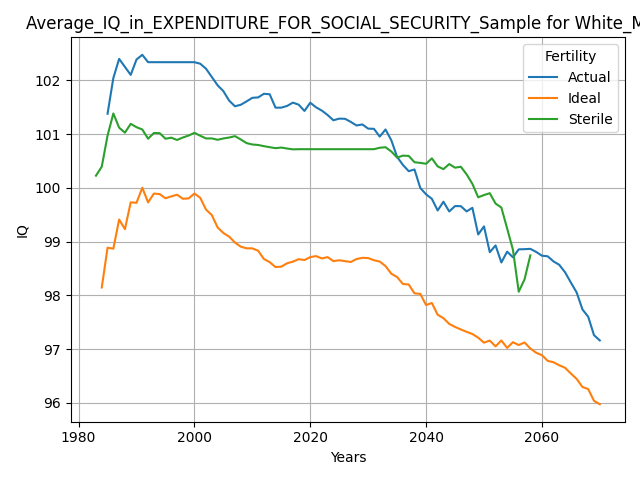 Average_IQ_in_EXPENDITURE_FOR_SOCIAL_SECURITY_Sample for White_M
Fertility
Actual
Ideal
Sterile
102
101
100
99
98
97
96
IQ
1980
2000
2020
2040
2060
Years